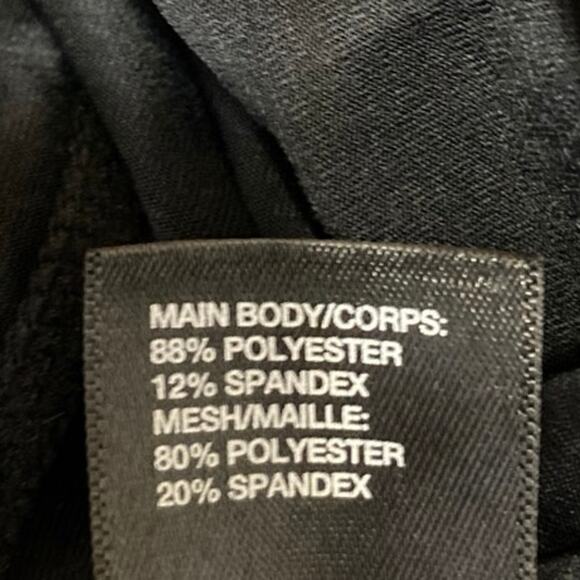 MAIN BODY/CORPS:
88% POLYESTER
12% SPANDEX
MESH/MAILLE:
80% POLYESTER
20% SPANDEX